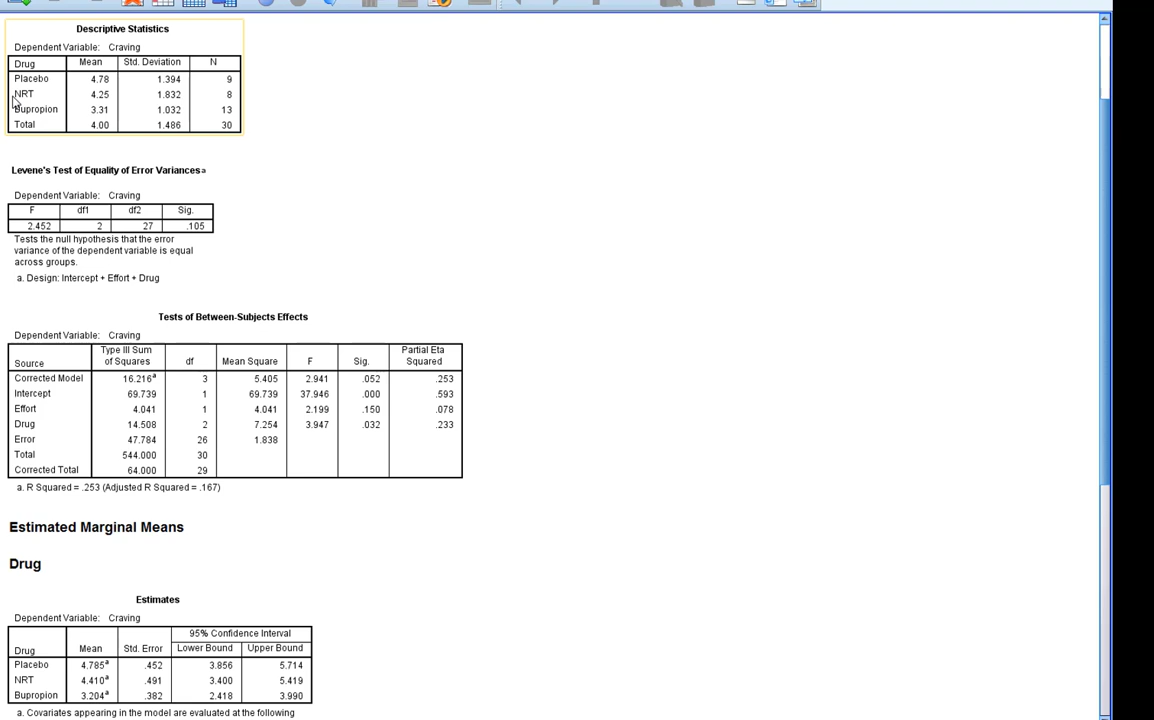 Descriptive Statistics
Dependent Variable: Craving
Drug Mean Std. Deviation N
Placebo 4.78 1.394 9
NRT 4.25 1.832 8
Bupropion 3.31 1.032 13
Total 4.00 1.486 30
Levene's Test of Equality of Error Variances a
Dependent Variable: Craving
F df1 df2 Sig.
2.452 2 27 .105
Tests the null hypothesis that the error
variance of the dependent variable is equal
across groups.
a. Design: Intercept + Effort + Drug
Tests of Between-Subjects Effects
Dependent Variable: Craving
Source Type III Sum of Squares df Mean Square F Sig. Partial Eta Squared
Corrected Model 16.216a 3 5.405 2.941 .052 .253
Intercept 69.739 1 69.739 37.946 .000 .593
Effort 4.041 1 4.041 2.199 .150 .078
Drug 14.508 2 7.254 3.947 .032 .233
Error 47.784 26 1.838
Total 544.000 30
Corrected Total 64.000 29
a. R Squared = .253 (Adjusted R Squared = .167)
Estimated Marginal Means
Drug
Estimates
Dependent Variable: Craving
95% Confidence Interval
Drug Mean Std. Error Lower Bound Upper Bound
Placebo 4.785a .452 3.856 5.714
NRT 4.410a .491 3.400 5.419
Bupropion 3.204a .382 2.418 3.990
a. Covariates appearing in the model are evaluated at the following